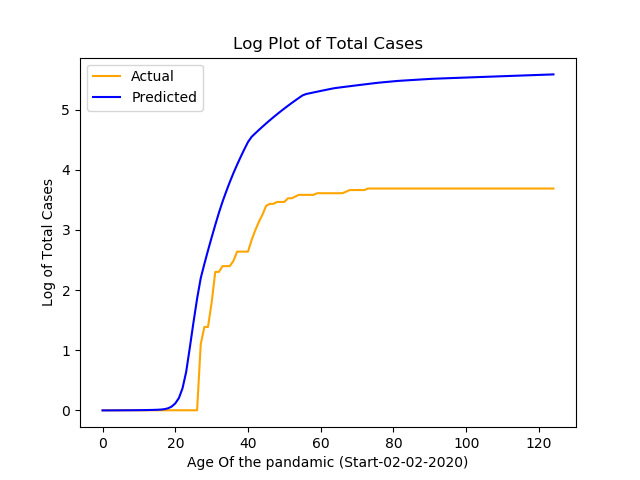 Log Plot of Total Cases
Actual
Predicted
Log of Total Cases
5
4
3
2
1
0
0 20 40 60 80 100 120
Age Of the pandamic (Start-02-02-2020)